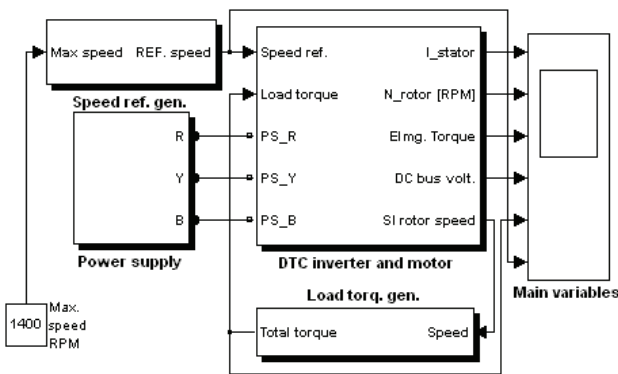 Max speed
REF. speed
Speed ref. gen.
R
Y
B
Power supply
1400
Max.
speed
RPM
Speed ref.
Load torque
PS_R
PS_Y
PS_B
I_stator
N_rotor [RPM]
Elmg. Torque
DC bus volt.
SI rotor speed
DTC inverter and motor
Load torq. gen.
Total torque
Speed
Main variables